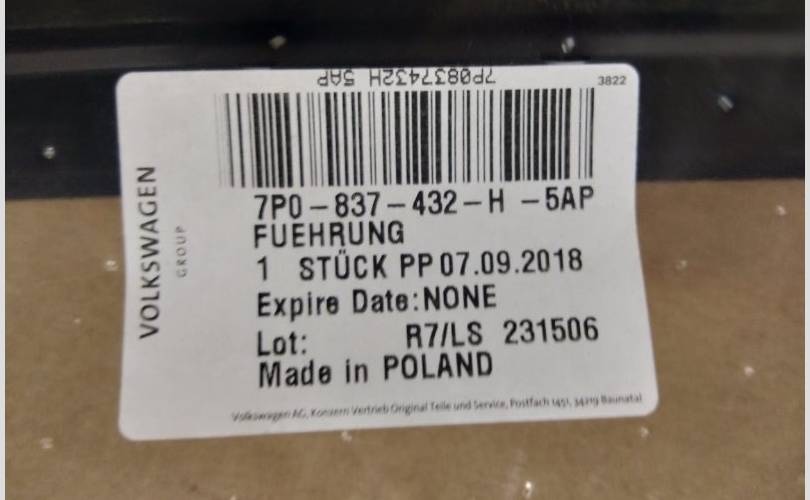 7P0837432H 5AP
3822
VOLKSWAGEN
GROUP
7P0-837-432-H -5AP
FUEHRUNG
1 STÜCK PP 07.09.2018
Expire Date:NONE
Lot: R7/LS 231506
Made in POLAND
Volkswagen AG, Konzern Vertrieb Original Teile und Service, Postfach 1451, 34219 Baunatal